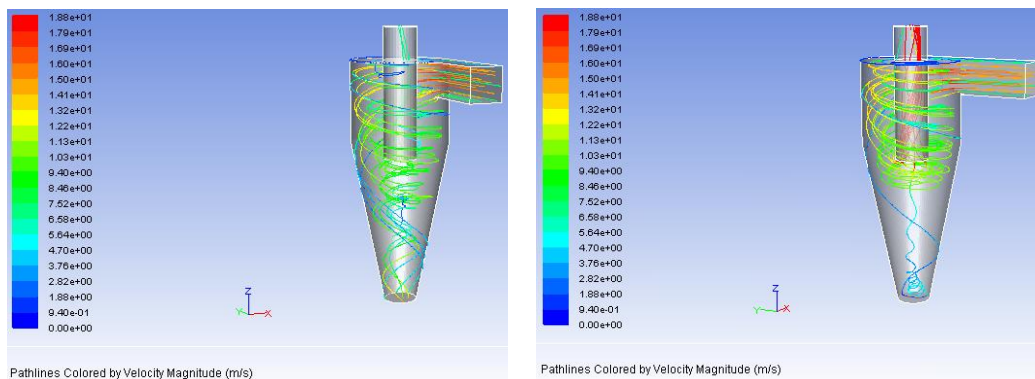 1.88e+01
1.79e+01
1.69e+01
1.60e+01
1.50e+01
1.41e+01
1.32e+01
1.22e+01
1.13e+01
1.03e+01
9.40e+00
8.46e+00
7.52e+00
6.58e+00
5.64e+00
4.70e+00
3.76e+00
2.82e+00
1.88e+00
9.40e-01
0.00e+00
Z
Y X
Pathlines Colored by Velocity Magnitude (m/s)
1.88e+01
1.79e+01
1.69e+01
1.60e+01
1.50e+01
1.41e+01
1.32e+01
1.22e+01
1.13e+01
1.03e+01
9.40e+00
8.46e+00
7.52e+00
6.58e+00
5.64e+00
4.70e+00
3.76e+00
2.82e+00
1.88e+00
9.40e-01
0.00e+00
Z
Y X
Pathlines Colored by Velocity Magnitude (m/s)